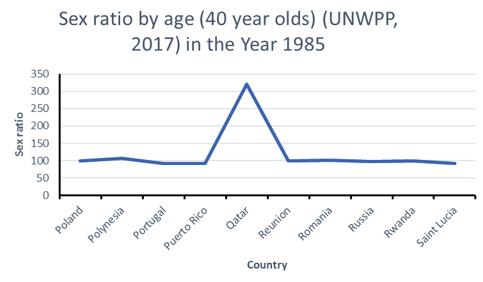 Sex ratio by age (40 year olds) (UNWPP,
2017) in the Year 1985
350
300
250
200
150
100
50
0
Sex ratio
Poland
Polynesia
Portugal
Puerto Rico
Qatar
Reunion
Romania
Russia
Rwanda
Saint Lucia
Country